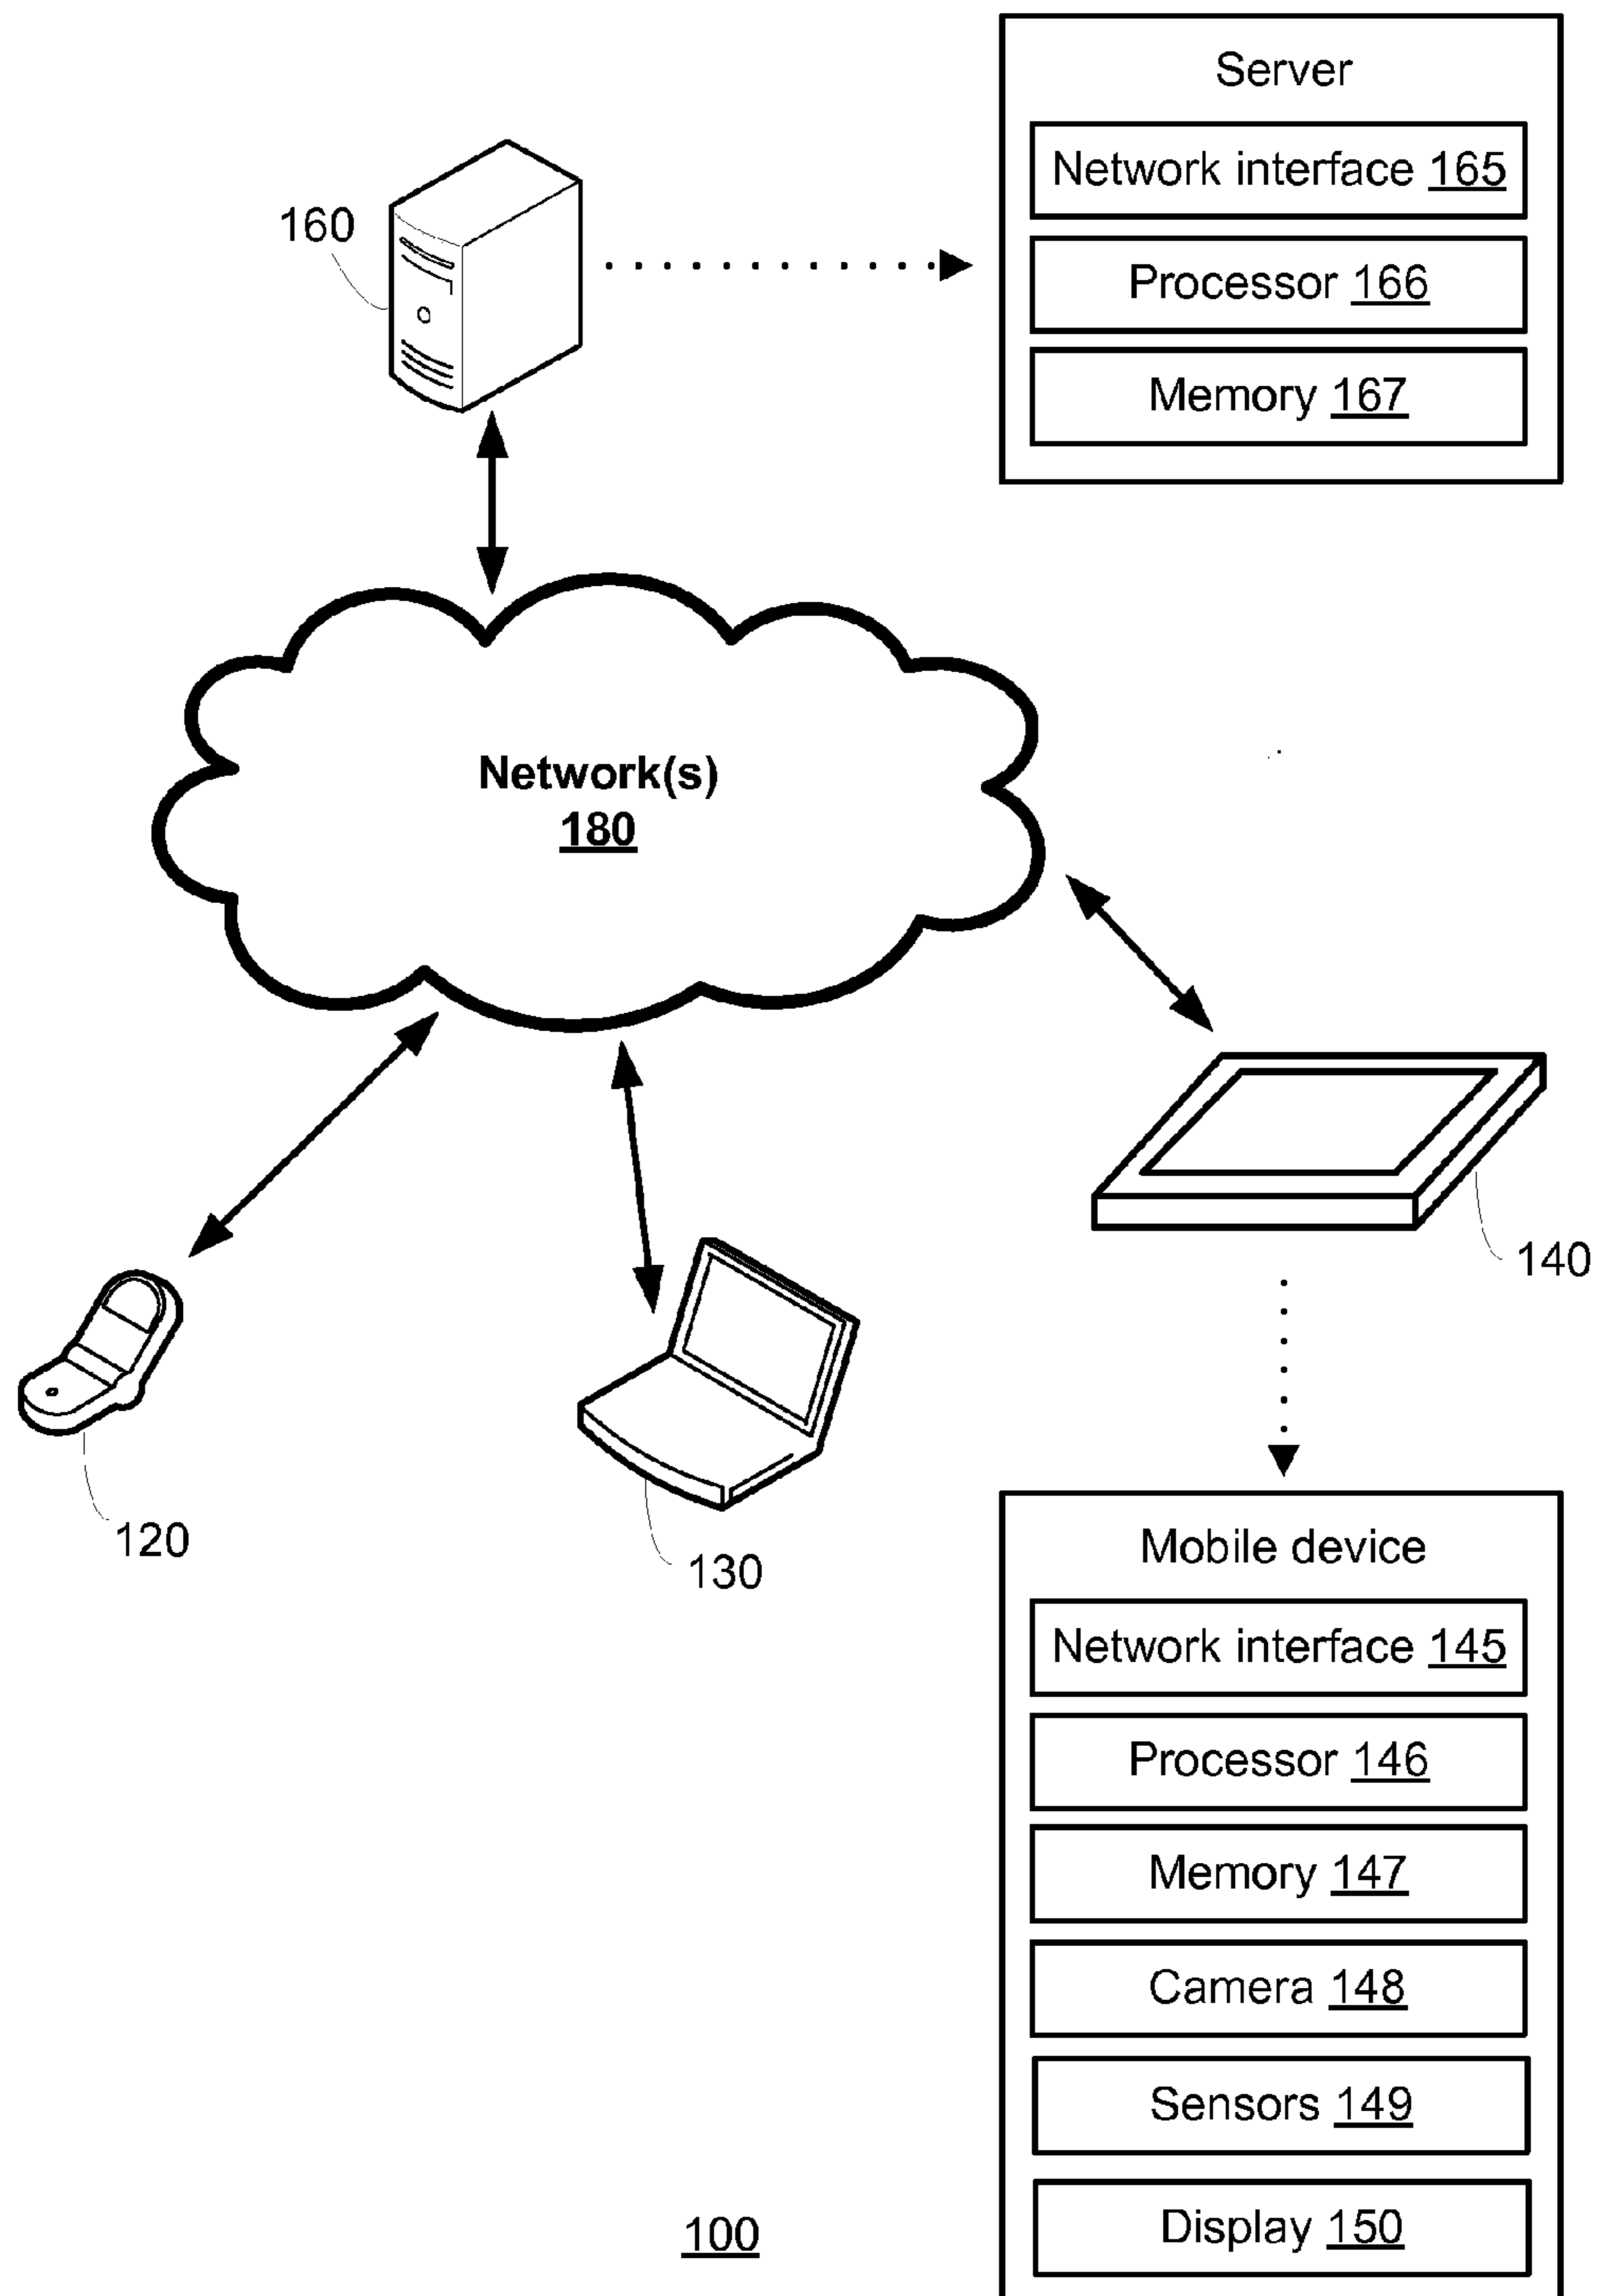 Server
Network interface 165
160
Processor 166
Memory 167
Network(s)
180
140
120
130
Mobile device
Network interface 145
Processor 146
Memory 147
Camera 148
Sensors 149
100
Display 150